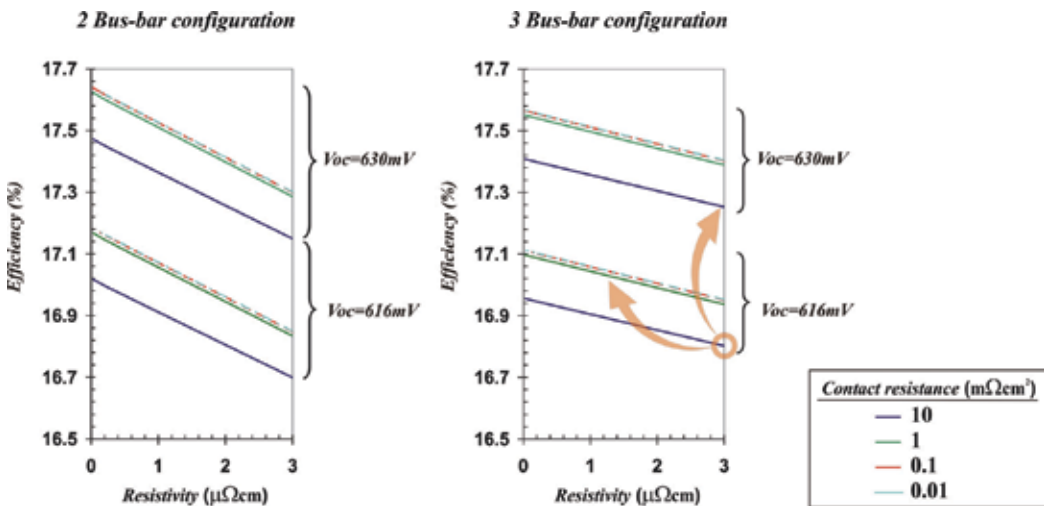 2 Bus-bar configuration
17.7
17.5
17.3
17.1
16.9
16.7
16.5
Efficiency (%)
0
1
2
3
Resistivity (μΩcm)
Voc=630mV
Voc=616mV
3 Bus-bar configuration
17.7
17.5
17.3
17.1
16.9
16.7
16.5
Efficiency (%)
0
1
2
3
Resistivity (μΩcm)
Voc=630mV
Voc=616mV
Contact resistance (mΩcm²)
10
1
0.1
0.01